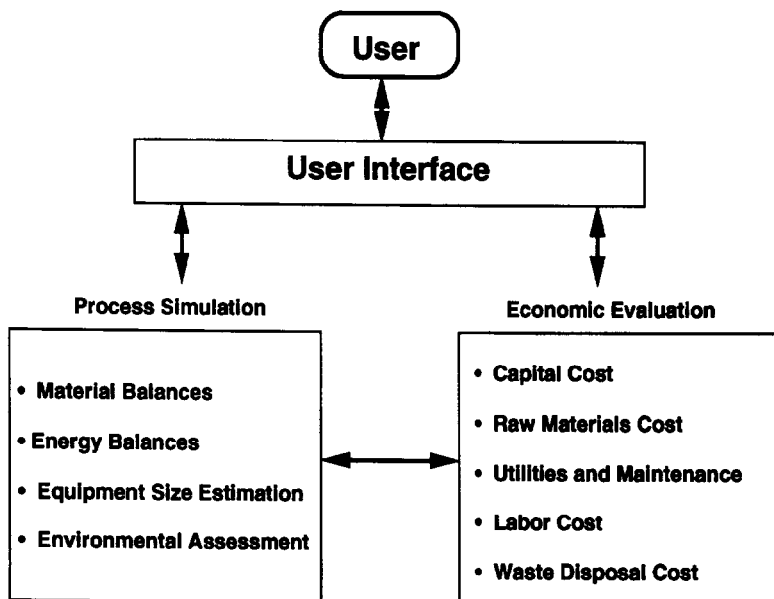 User
User Interface
Process Simulation
• Material Balances
• Energy Balances
• Equipment Size Estimation
• Environmental Assessment
Economic Evaluation
• Capital Cost
• Raw Materials Cost
• Utilities and Maintenance
• Labor Cost
• Waste Disposal Cost